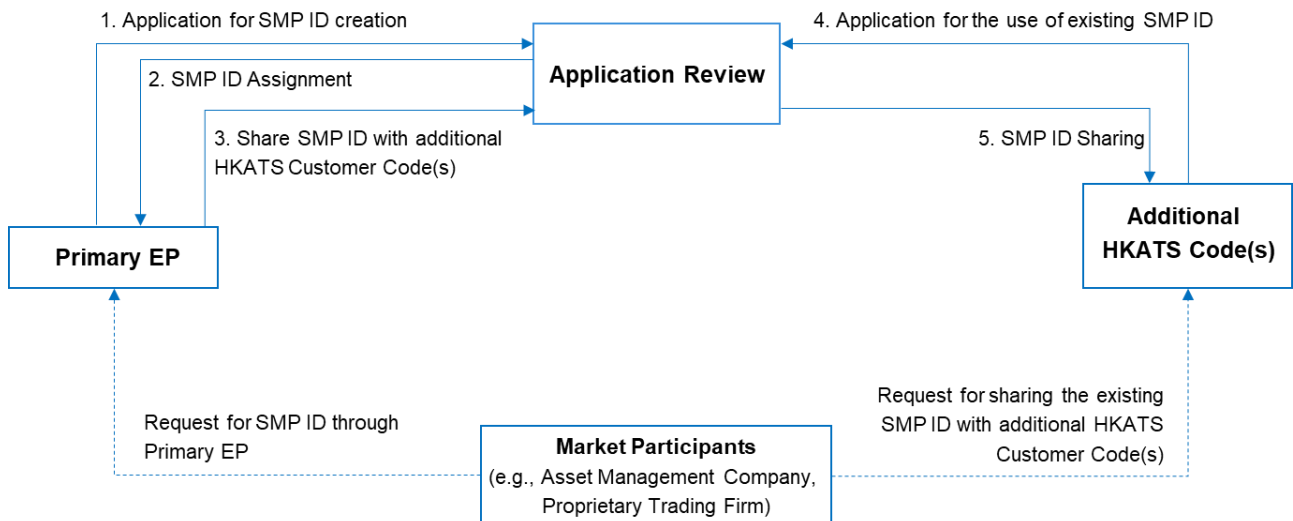 1. Application for SMP ID creation
4. Application for the use of existing SMP ID
Application Review
2. SMP ID Assignment
3. Share SMP ID with additional
HKATS Customer Code(s)
5. SMP ID Sharing
Primary EP
Additional
HKATS Code(s)
Request for SMP ID through
Primary EP
Market Participants
(e.g., Asset Management Company,
Proprietary Trading Firm)
Request for sharing the existing
SMP ID with additional HKATS
Customer Code(s)